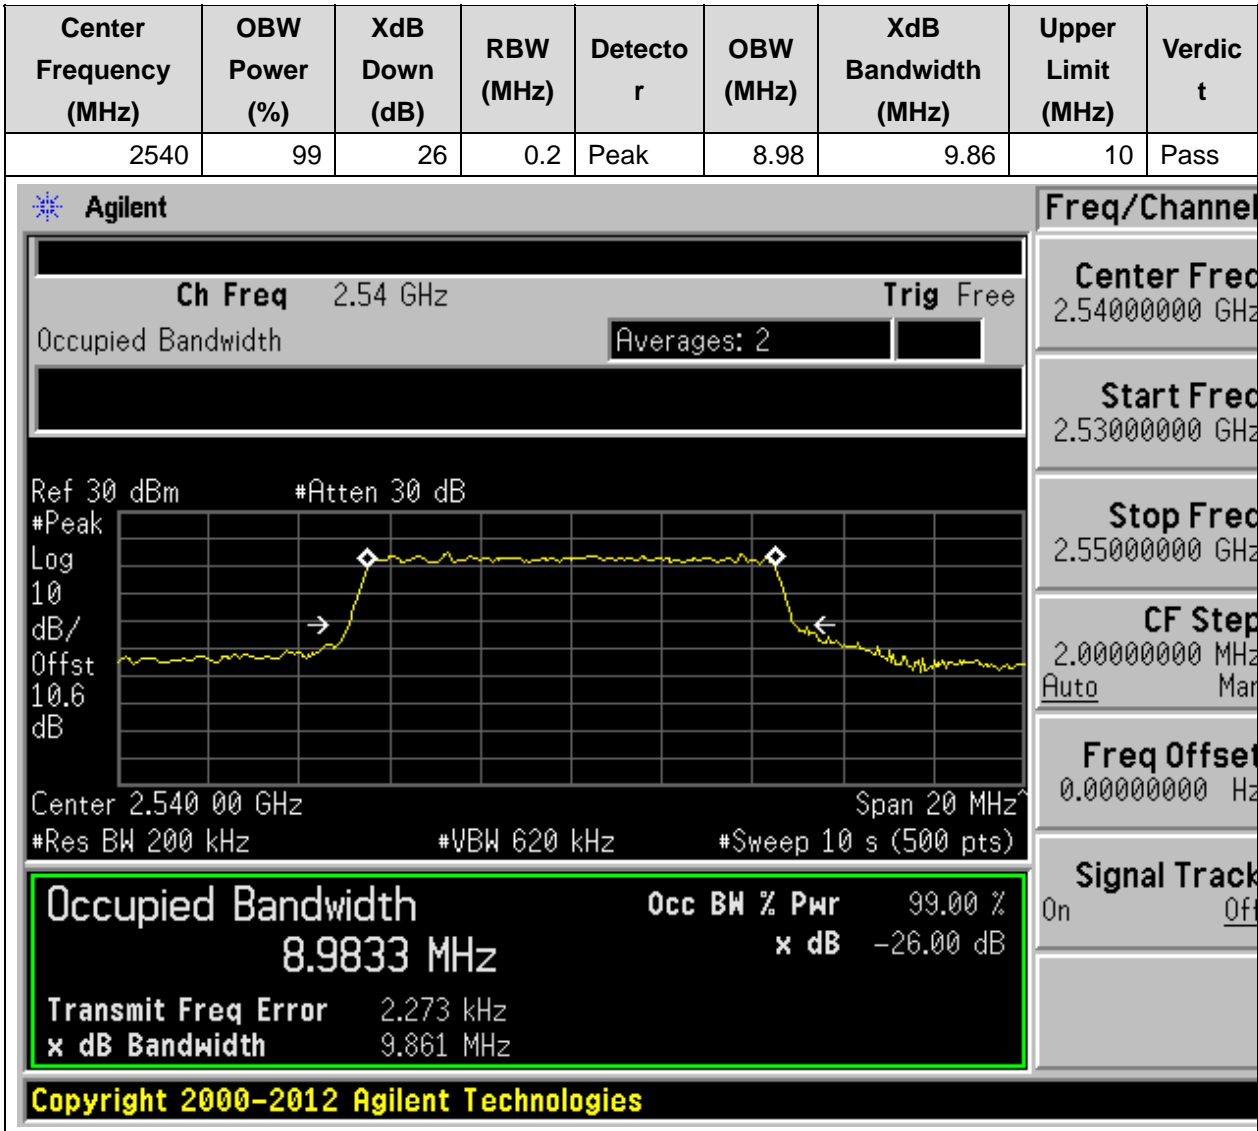 Center Frequency (MHz) OBW Power (%) XdB Down (dB) RBW (MHz) Detecto r OBW (MHz) XdB Bandwidth (MHz) Upper Limit (MHz) Verdic t
2540 99 26 0.2 Peak 8.98 9.86 10 Pass
Agilent
Freq/Channel
Ch Freq 2.54 GHz Trig Free
Occupied Bandwidth Averages: 2
Center Freq
2.54000000 GHz
Start Freq
2.53000000 GHz
Stop Freq
2.55000000 GHz
CF Step
2.00000000 MHz
Auto Man
Freq Offset
0.00000000 Hz
Signal Track
On Off
Ref 30 dBm #Atten 30 dB
#Peak
Log
10
dB/
Offst
10.6
dB
Center 2.540 00 GHz Span 20 MHz^
#Res BW 200 kHz #VBW 620 kHz #Sweep 10 s (500 pts)
Occupied Bandwidth
8.9833 MHz
Occ BW % Pwr 99.00 %
x dB -26.00 dB
Transmit Freq Error 2.273 kHz
x dB Bandwidth 9.861 MHz
Copyright 2000-2012 Agilent Technologies